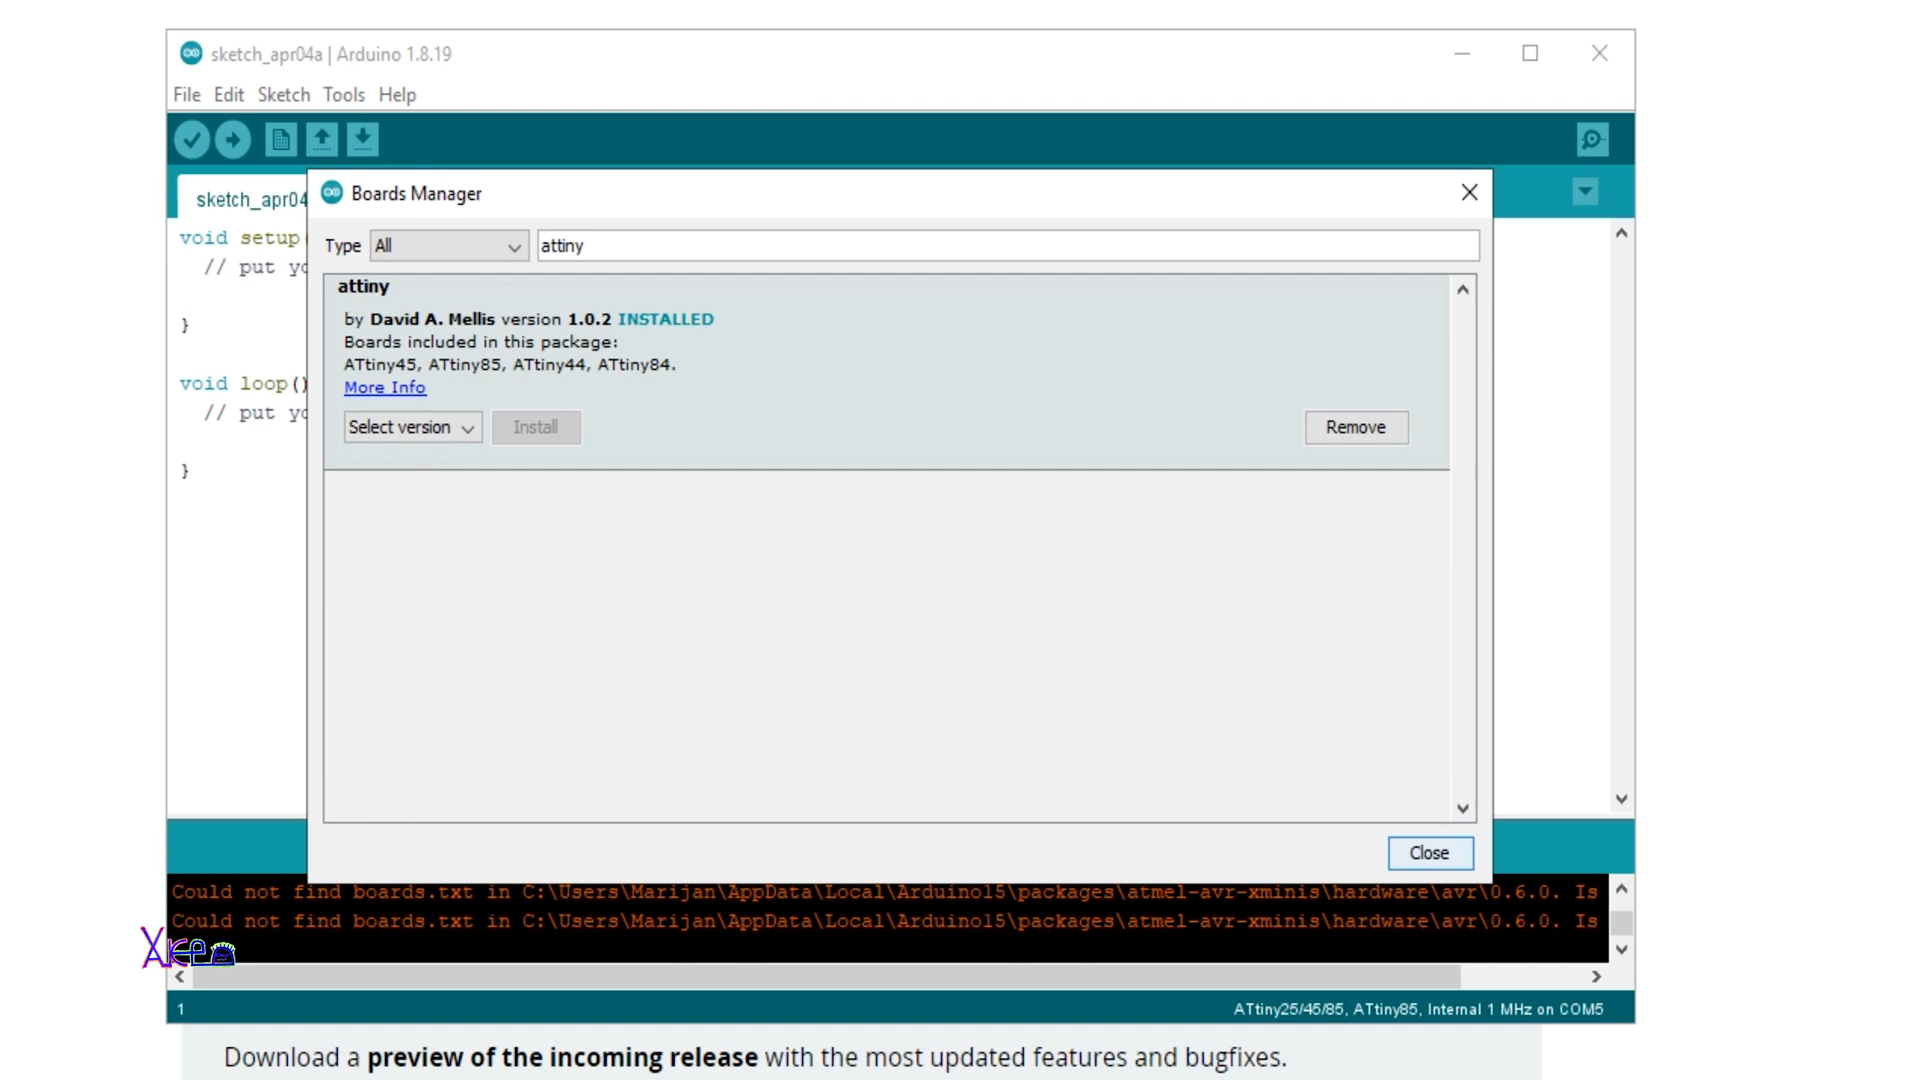 sketch_apr04a | Arduino 1.8.19
File Edit Sketch Tools Help
sketch_apr04
Boards Manager
Type All attiny
void setup(
// put yo
}
void loop()
// put yo
}
attiny
by David A. Mellis version 1.0.2 INSTALLED
Boards included in this package:
ATtiny45, ATtiny85, ATtiny44, ATtiny84.
More Info
Select version Install Remove
Close
Could not find boards.txt in C:\Users\Marijan\AppData\Local\Arduino15\packages\atmel-avr-xminis\hardware\avr\0.6.0. Is
Could not find boards.txt in C:\Users\Marijan\AppData\Local\Arduino15\packages\atmel-avr-xminis\hardware\avr\0.6.0. Is
1 ATtiny25/45/85, ATtiny85, Internal 1 MHz on COM5
Download a preview of the incoming release with the most updated features and bugfixes.